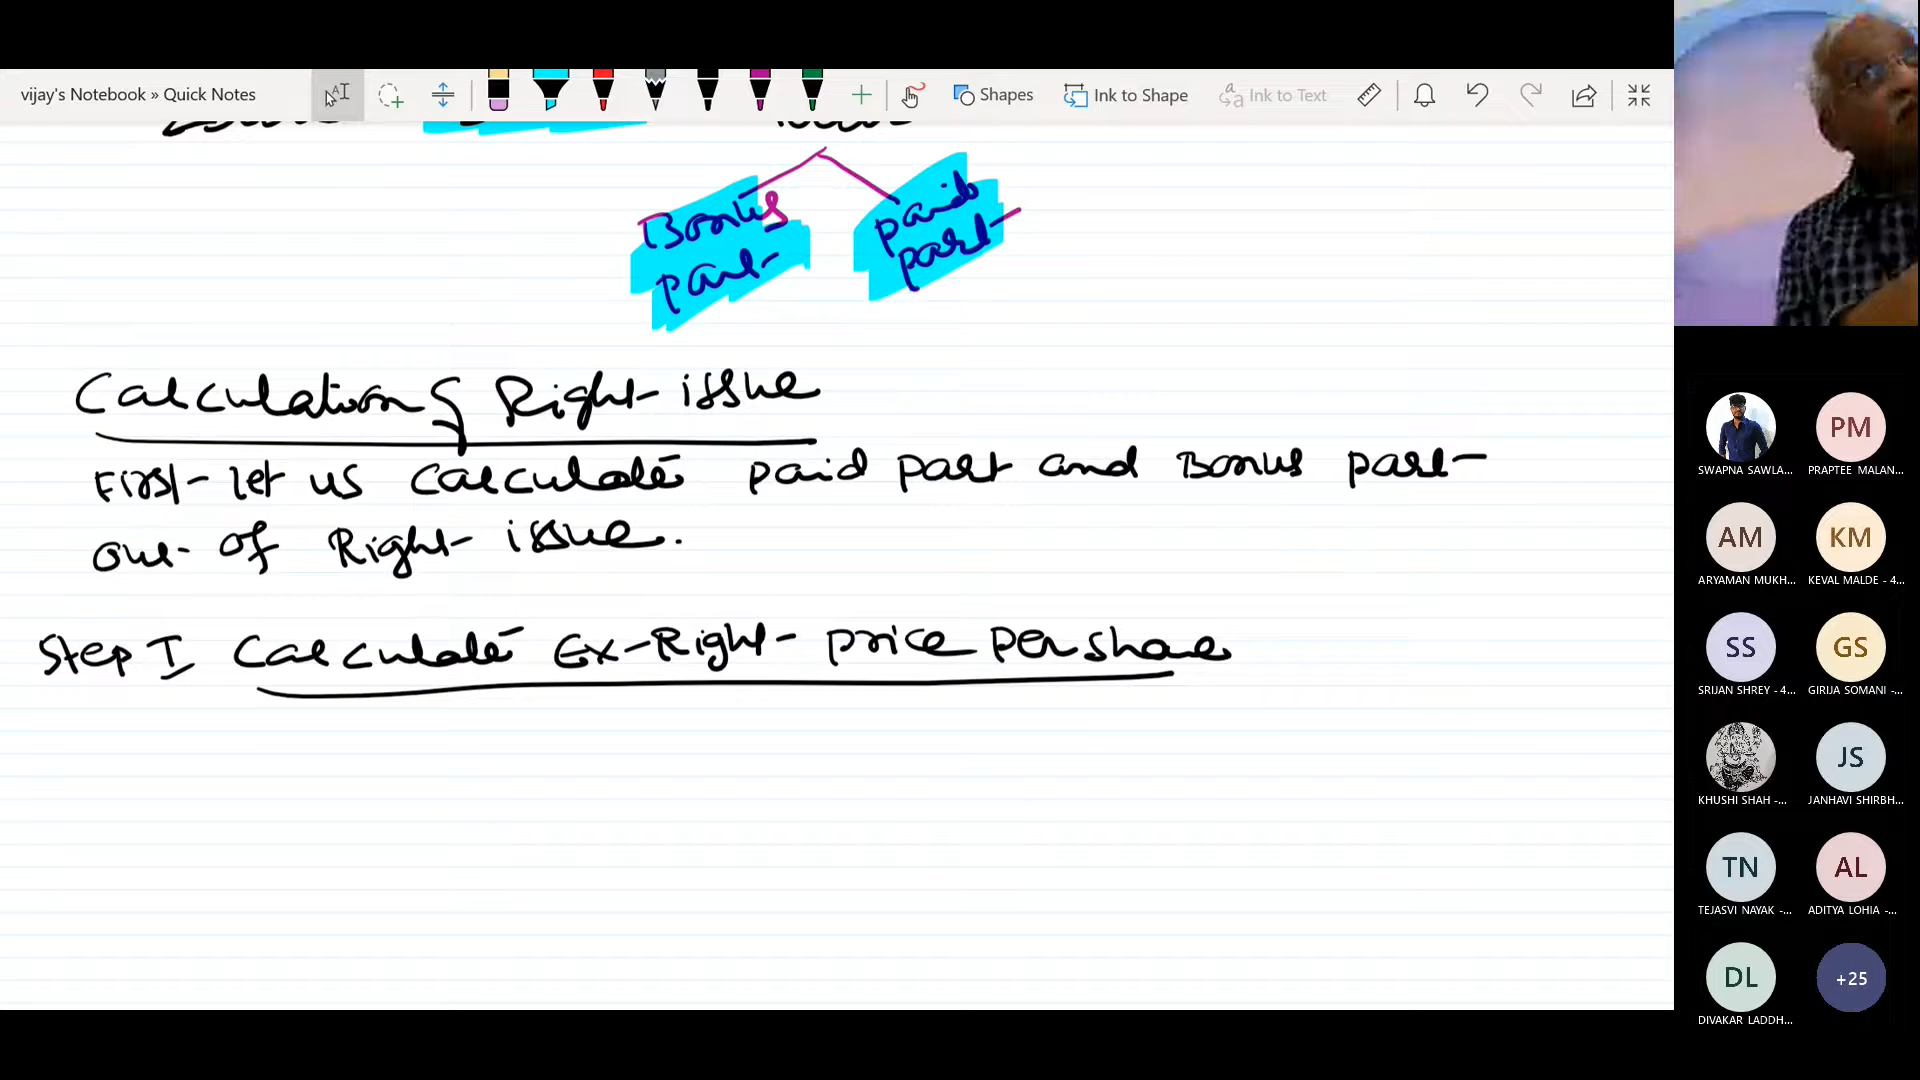 vijay's Notebook » Quick Notes
Shapes
Ink to Shape
Ink to Text
Bonus
part
paid
part
Calculation of Right issue
First let us calculate paid part and Bonus part
out of Right issue.
Step I Calculate Ex-Right price per share
SWAPNA SAWLA...
PM
PRAPTEE MALAN...
AM
ARYAMAN MUKH...
KM
KEVAL MALDE - 4...
SS
SRIJAN SHREY - 4...
GS
GIRIJA SOMANI -...
KHUSHI SHAH -...
JS
JANHAVI SHIRBH...
TN
TEJASVI NAYAK -...
AL
ADITYA LOHIA -...
DL
DIVAKAR LADDH...
+25